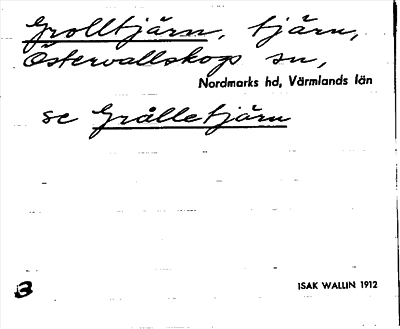 Grolltjärn, tjärn,
Östervallskogs sn,
Nordmarks hd, Värmlands län
se Grålletjärn
3
ISAK WALLIN 1912